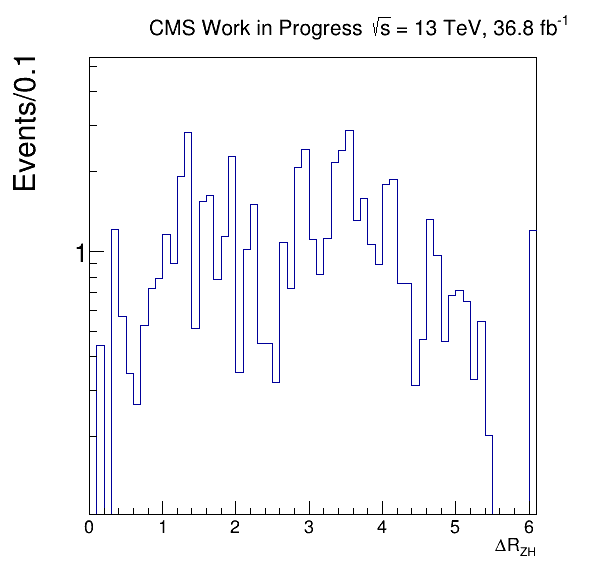 CMS Work in Progress √s = 13 TeV, 36.8 fb⁻¹
Events/0.1
1
0 1 2 3 4 5 6
ΔR_ZH